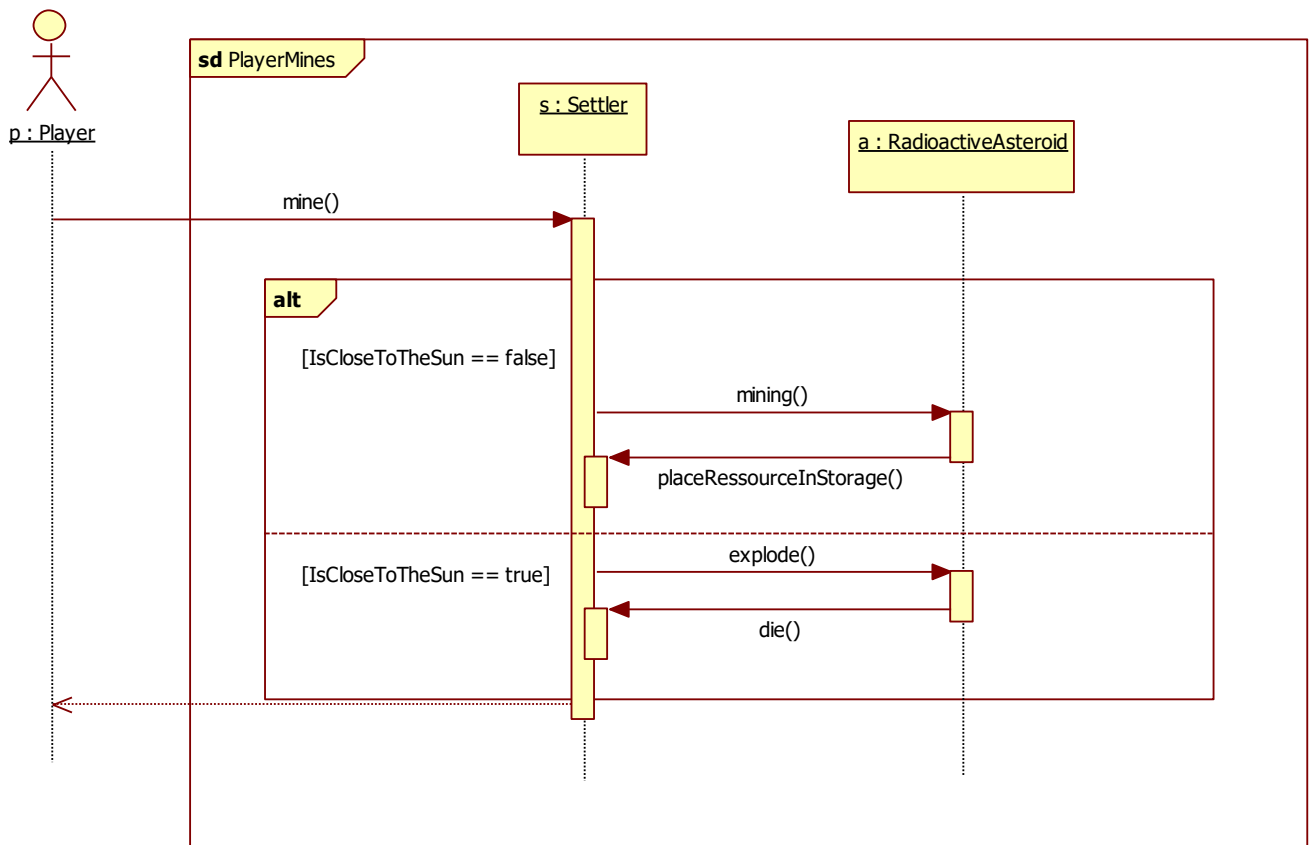 sd PlayerMines
p : Player
s : Settler
a : RadioactiveAsteroid
mine()
alt
[IsCloseToTheSun == false]
mining()
placeRessourceInStorage()
[IsCloseToTheSun == true]
explode()
die()